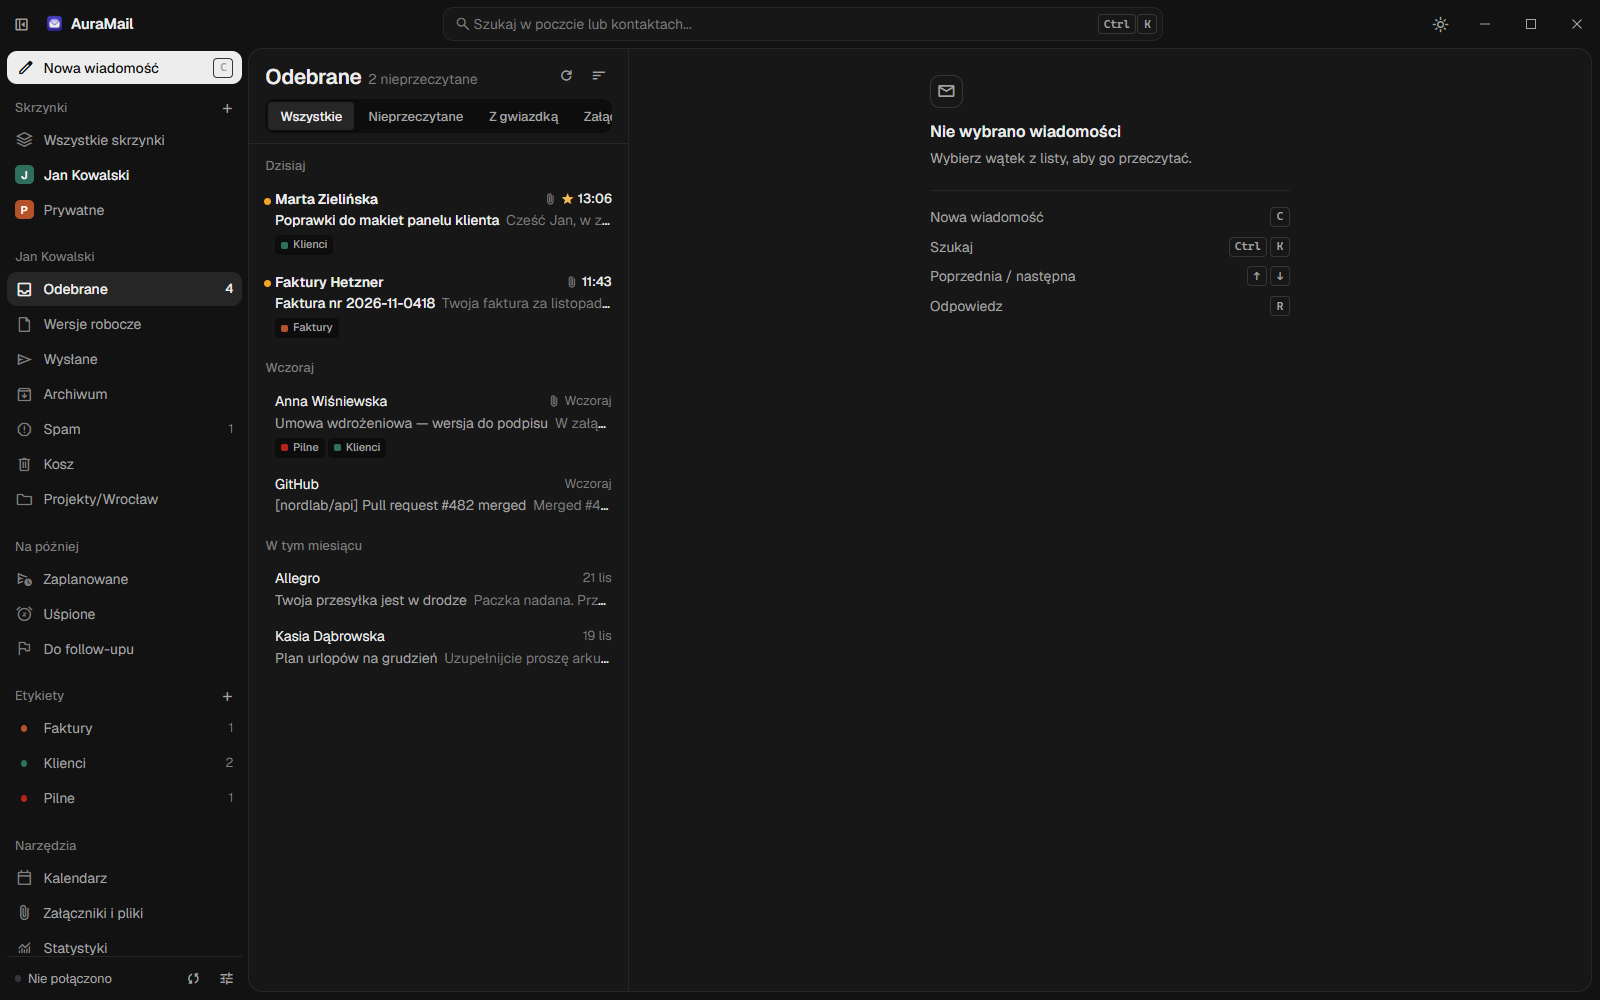 AuraMail
Szukaj w poczcie lub kontaktach...
Ctrl K
Nowa wiadomość C
Skrzynki
Wszystkie skrzynki
J Jan Kowalski
P Prywatne
Jan Kowalski
Odebrane 4
Wersje robocze
Wysłane
Archiwum
Spam 1
Kosz
Projekty/Wrocław
Na później
Zaplanowane
Uśpione
Do follow-upu
Etykiety
Faktury 1
Klienci 2
Pilne 1
Narzędzia
Kalendarz
Załączniki i pliki
Statystyki
Nie połączono
Odebrane 2 nieprzeczytane
Wszystkie Nieprzeczytane Z gwiazdką Załąc
Dzisiaj
Marta Zielińska 13:06
Poprawki do makiet panelu klienta Cześć Jan, w z...
Klienci
Faktury Hetzner 11:43
Faktura nr 2026-11-0418 Twoja faktura za listopad...
Faktury
Wczoraj
Anna Wiśniewska Wczoraj
Umowa wdrożeniowa — wersja do podpisu W załą...
Pilne Klienci
GitHub Wczoraj
[nordlab/api] Pull request #482 merged Merged #4...
W tym miesiącu
Allegro 21 lis
Twoja przesyłka jest w drodze Paczka nadana. Prz...
Kasia Dąbrowska 19 lis
Plan urlopów na grudzień Uzupełnijcie proszę arku...
Nie wybrano wiadomości
Wybierz wątek z listy, aby go przeczytać.
Nowa wiadomość C
Szukaj Ctrl K
Poprzednia / następna ↑ ↓
Odpowiedz R